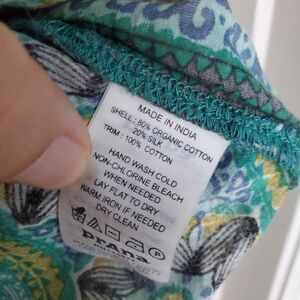 MADE IN INDIA
SHELL : 80% ORGANIC COTTON
20% SILK
TRIM : 100% COTTON
HAND WASH COLD
NON-CHLORINE BLEACH
WHEN NEEDED
LAY FLAT TO DRY
WARM IRON IF NEEDED
DRY CLEAN
prana